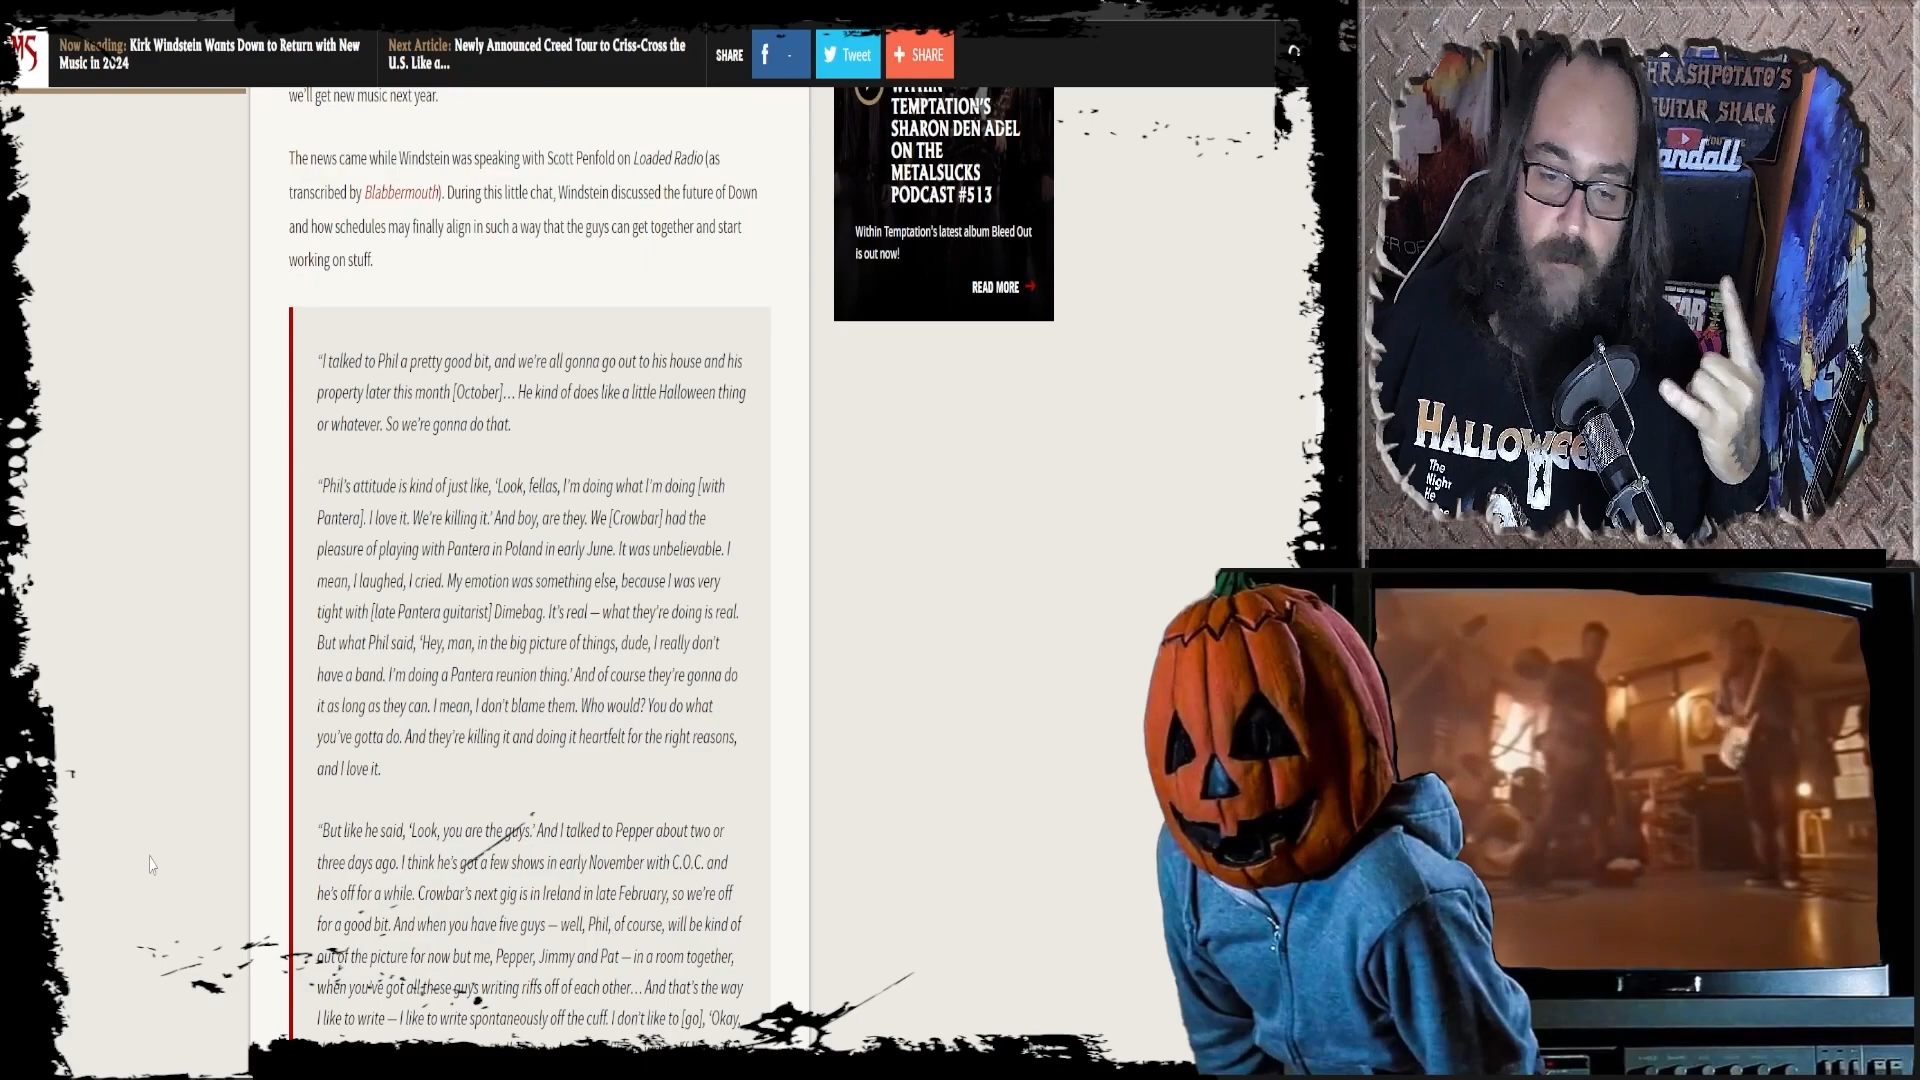 MS
Now Reading: Kirk Windstein Wants Down to Return with New
Music in 2024
Next Article: Newly Announced Creed Tour to Criss-Cross the
U.S. Like a...
SHARE
f -
Tweet
+ SHARE
we'll get new music next year.
The news came while Windstein was speaking with Scott Penfold on Loaded Radio (as
transcribed by Blabbermouth). During this little chat, Windstein discussed the future of Down
and how schedules may finally align in such a way that the guys can get together and start
working on stuff.
“I talked to Phil a pretty good bit, and we’re all gonna go out to his house and his
property later this month [October]… He kind of does like a little Halloween thing
or whatever. So we’re gonna do that.
“Phil’s attitude is kind of just like, ‘Look, fellas, I’m doing what I’m doing [with
Pantera]. I love it. We’re killing it.’ And boy, are they. We [Crowbar] had the
pleasure of playing with Pantera in Poland in early June. It was unbelievable. I
mean, I laughed, I cried. My emotion was something else, because I was very
tight with [late Pantera guitarist] Dimebag. It’s real — what they’re doing is real.
But what Phil said, ‘Hey, man, in the big picture of things, dude, I really don’t
have a band. I’m doing a Pantera reunion thing.’ And of course they’re gonna do
it as long as they can. I mean, I don’t blame them. Who would? You do what
you’ve gotta do. And they’re killing it and doing it heartfelt for the right reasons,
and I love it.
“But like he said, ‘Look, you are the guys.’ And I talked to Pepper about two or
three days ago. I think he’s got a few shows in early November with C.O.C. and
he’s off for a while. Crowbar’s next gig is in Ireland in late February, so we’re off
for a good bit. And when you have five guys — well, Phil, of course, will be kind of
out of the picture for now but me, Pepper, Jimmy and Pat — in a room together,
when you’ve got all these guys writing riffs off of each other… And that’s the way
I like to write — I like to write spontaneously off the cuff. I don’t like to [go], ‘Okay,
WITHIN
TEMPTATION’S
SHARON DEN ADEL
ON THE
METALSUCKS
PODCAST #513
Within Temptation's latest album Bleed Out
is out now!
READ MORE
HRASHPOTATO'S
GUITAR SHACK
Randall
HALLOWEEN
The
Night
He